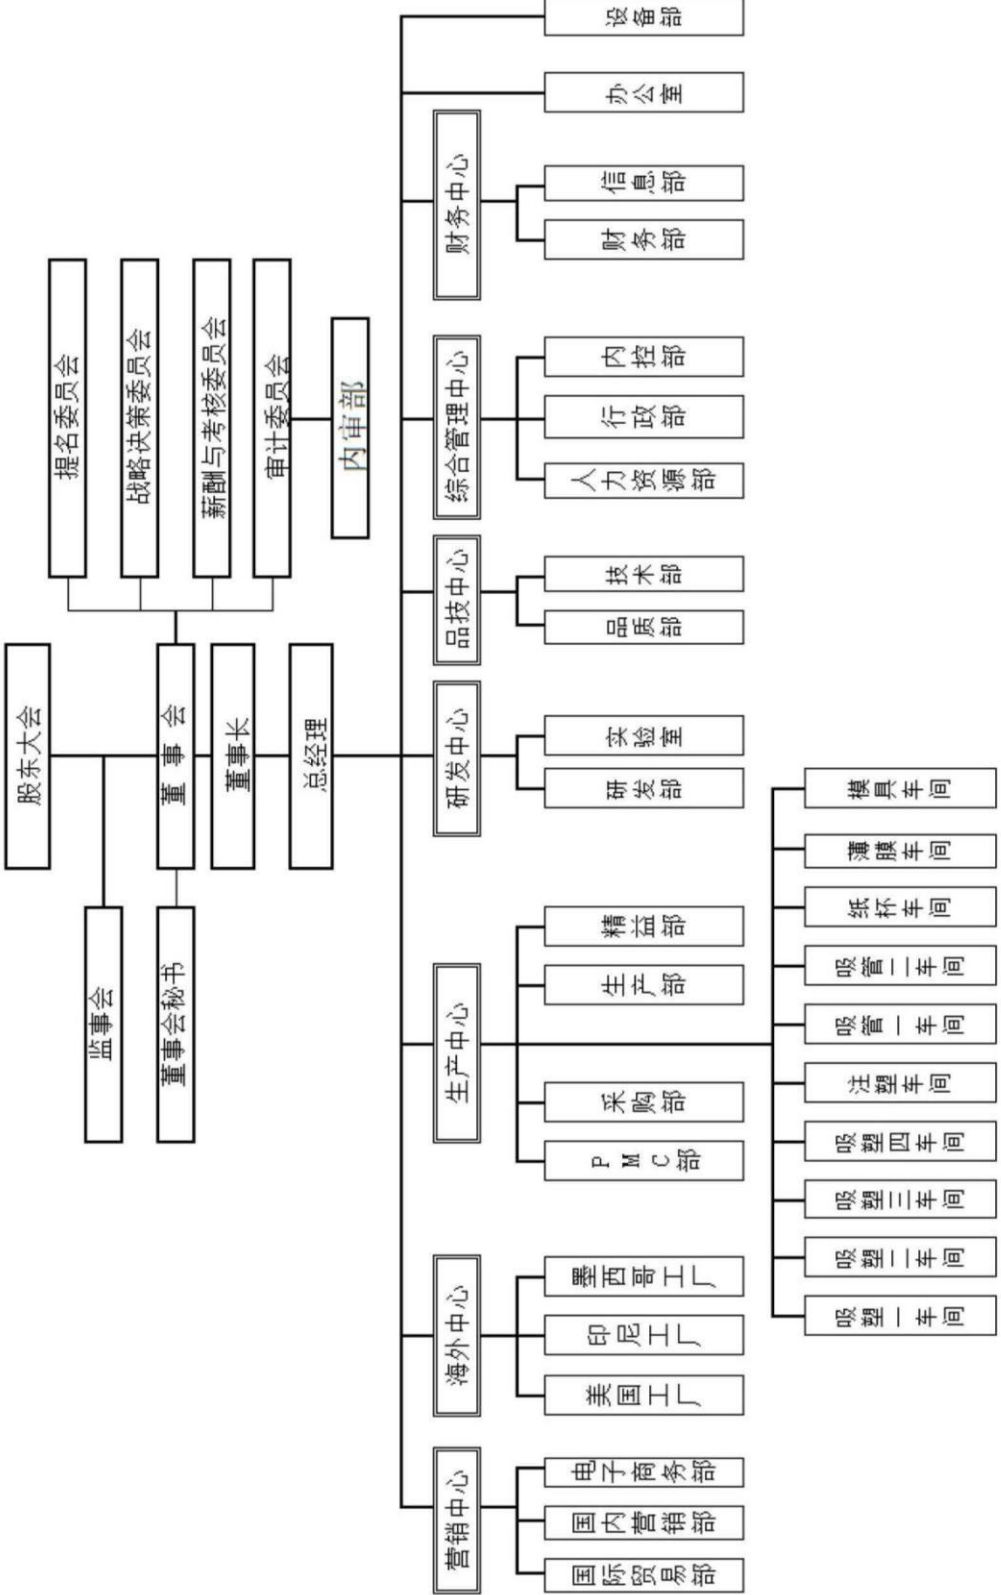 股东大会
监事会
董 事 会
董事会秘书
提名委员会
战略决策委员会
薪酬与考核委员会
审计委员会
内审部
董事长
总经理
营销中心
海外中心
生产中心
研发中心
品技中心
综合管理中心
财务中心
国际贸易部
国内营销部
电子商务部
美国工厂
印尼工厂
墨西哥工厂
PMC部
采购部
生产部
精益部
研发部
实验室
品质部
技术部
人力资源部
行政部
内控部
财务部
信息部
办公室
设备部
吸塑一车间
吸塑二车间
吸塑三车间
吸塑四车间
注塑车间
吸管一车间
吸管二车间
纸杯车间
薄膜车间
模具车间